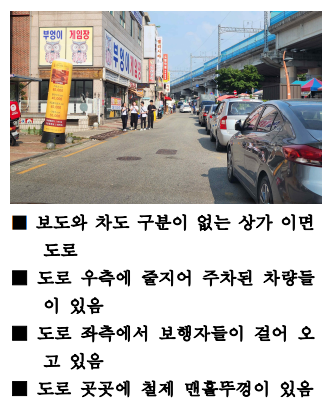 부엉이
게임장
부엉이게임장
■ 보도와 차도 구분이 없는 상가 이면
도로
■ 도로 우측에 줄지어 주차된 차량들
이 있음
■ 도로 좌측에서 보행자들이 걸어 오
고 있음
■ 도로 곳곳에 철제 맨홀뚜껑이 있음